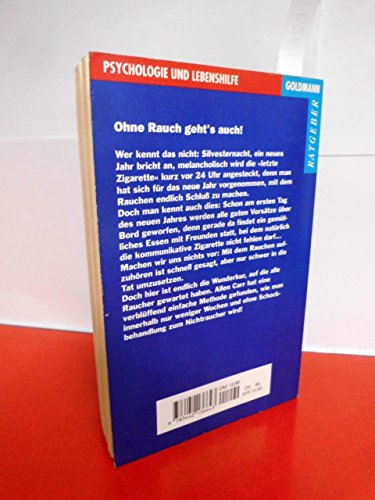 PSYCHOLOGIE UND LEBENSHILFE
GOLDMANN
RATGEBER
Ohne Rauch geht's auch!
Wer kennt das nicht: Silvesternacht, ein neues
Jahr bricht an, melancholisch wird die »letzte
Zigarette« kurz vor 24 Uhr angesteckt, denn man
hat sich für das neue Jahr vorgenommen, mit dem
Rauchen endlich Schluß zu machen.
Doch man kennt auch dies: Schon am ersten Tag
des neuen Jahres werden alle guten Vorsätze über
Bord geworfen, denn gerade da findet ein gemüt-
liches Essen mit Freunden statt, bei dem natürlich
die kommunikative Zigarette nicht fehlen darf...
Machen wir uns nichts vor: Mit dem Rauchen auf-
zuhören ist schnell gesagt, aber nur schwer in die
Tat umzusetzen.
Doch hier ist endlich die Wunderkur, auf die alle
Raucher gewartet haben. Allen Carr hat eine
verblüffend einfache Methode gefunden, wie man
innerhalb nur weniger Wochen und ohne Schock-
behandlung zum Nichtraucher wird!